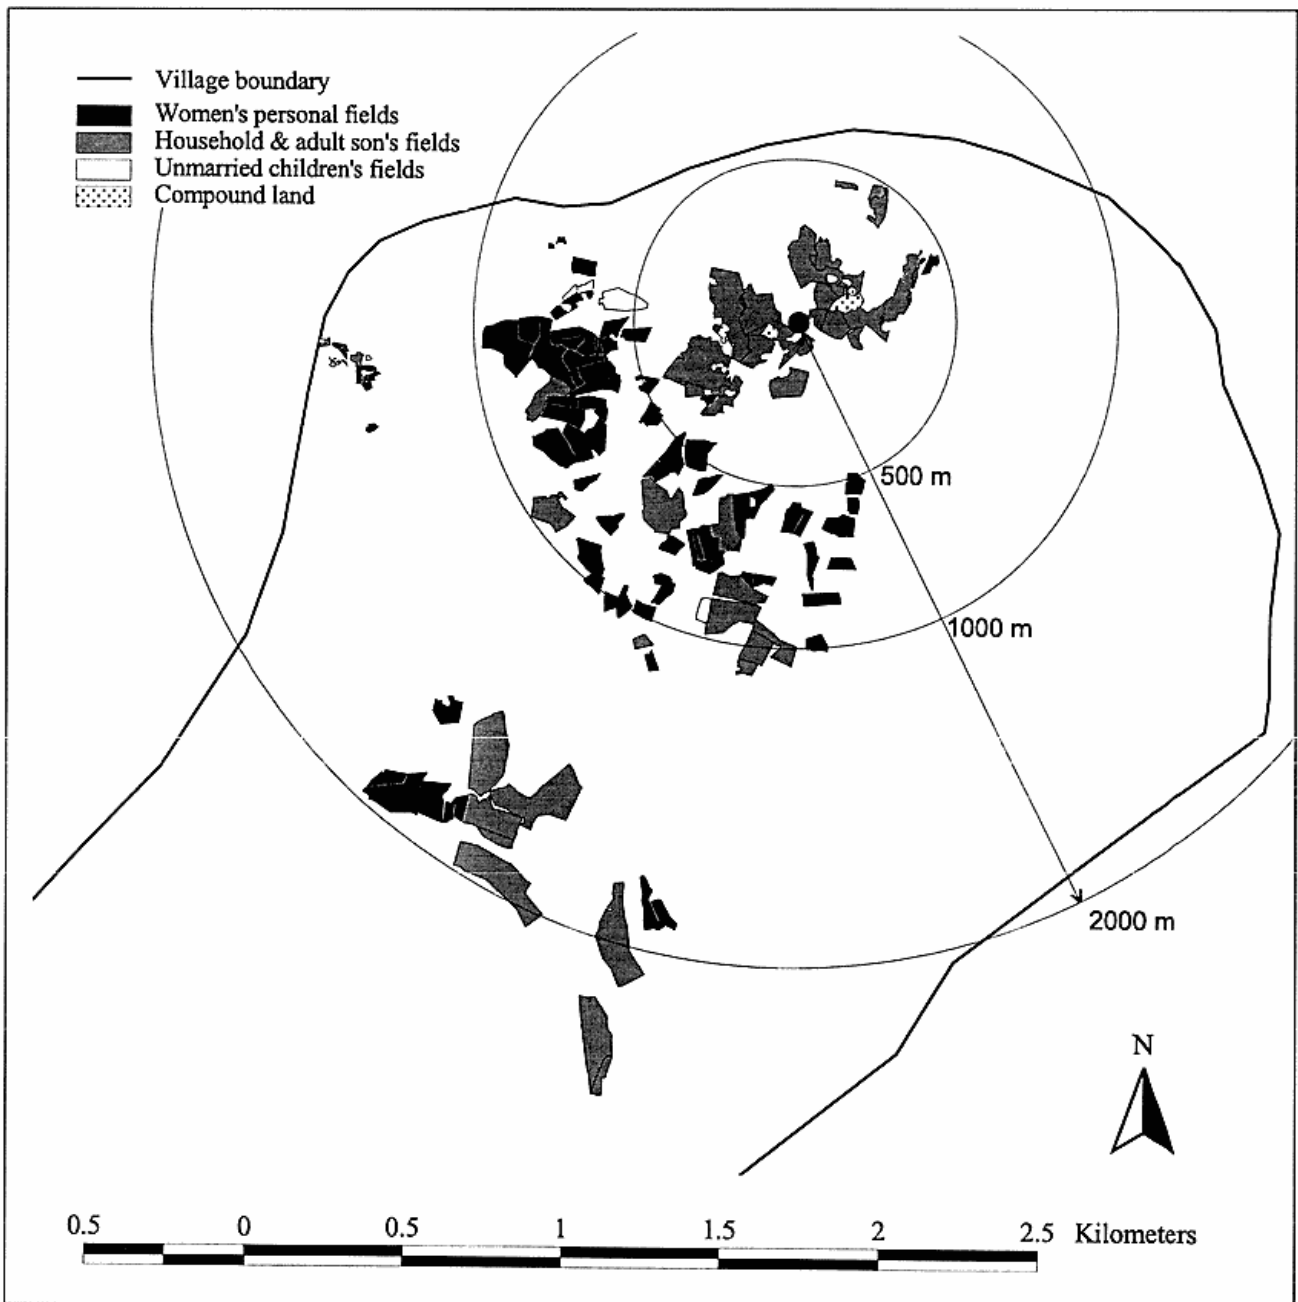 Village boundary
Women's personal fields
Household & adult son's fields
Unmarried children's fields
Compound land
500 m
1000 m
2000 m
N
0.5 0 0.5 1 1.5 2 2.5 Kilometers